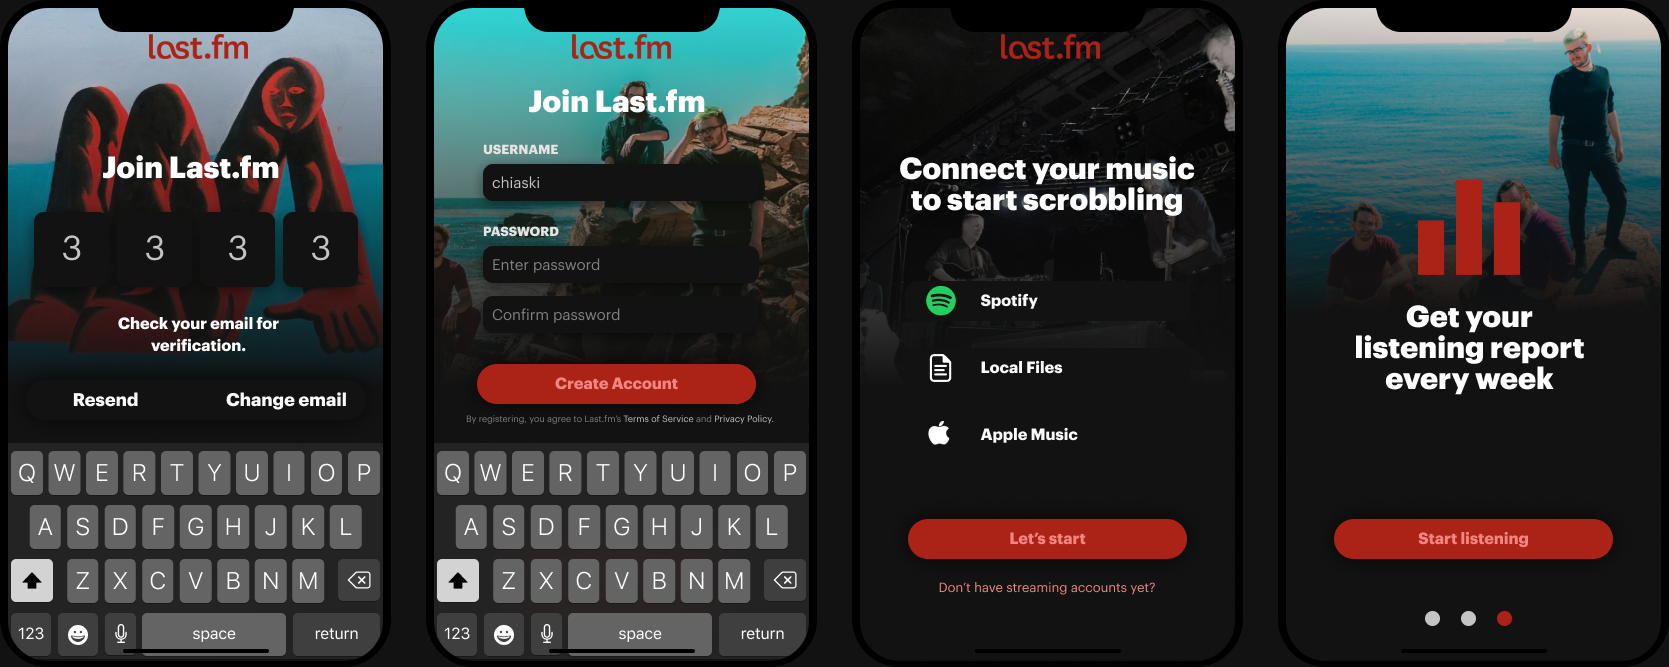 last.fm
Join Last.fm
3 3 3 3
Check your email for
verification.
Resend Change email
Q W E R T Y U I O P
A S D F G H J K L
Z X C V B N M
123 space return
last.fm
Join Last.fm
USERNAME
chiaski
PASSWORD
Enter password
Confirm password
Create Account
By registering, you agree to Last.fm's Terms of Service and Privacy Policy.
Q W E R T Y U I O P
A S D F G H J K L
Z X C V B N M
123 space return
last.fm
Connect your music
to start scrobbling
Spotify
Local Files
Apple Music
Let's start
Don't have streaming accounts yet?
Get your
listening report
every week
Start listening